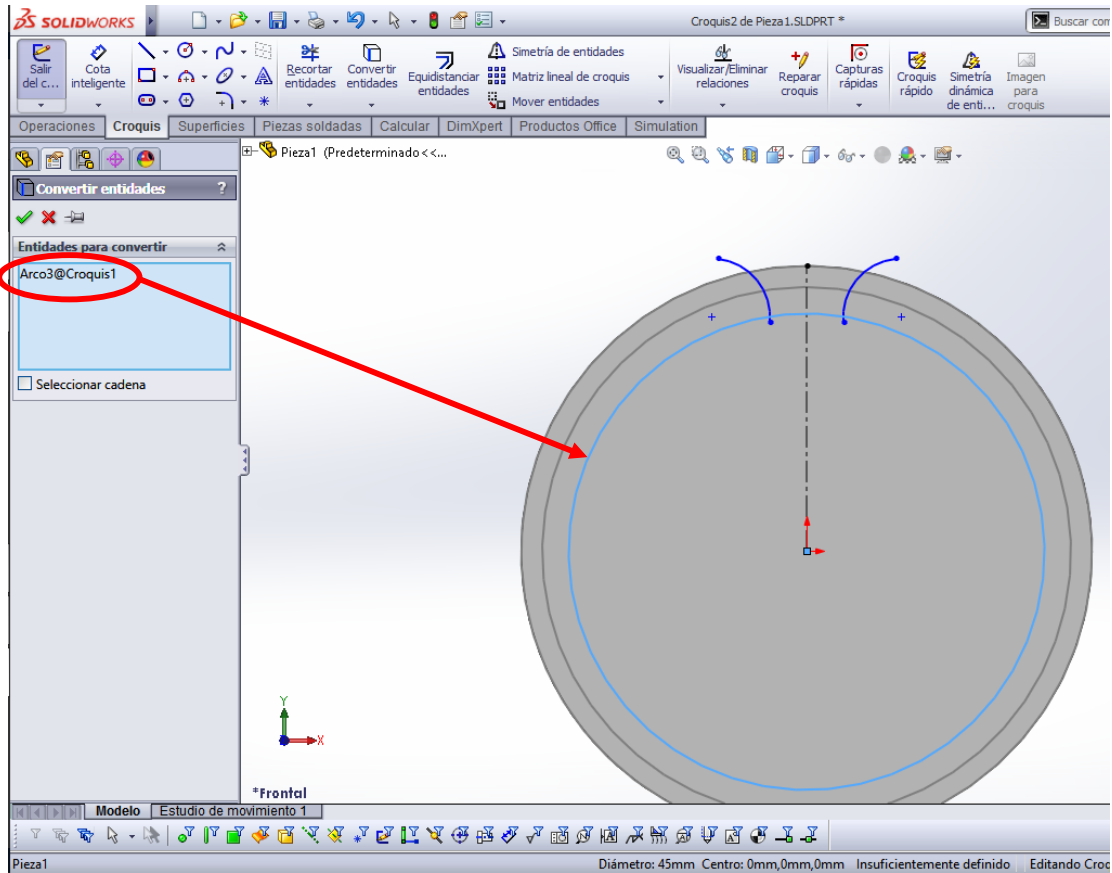 SOLIDWORKS
Croquis2 de Pieza1.SLDPRT *
Buscar com
Salir del c...
Cota inteligente
Recortar entidades
Convertir entidades
Equidistanciar entidades
Simetría de entidades
Matriz lineal de croquis
Mover entidades
Visualizar/Eliminar relaciones
Reparar croquis
Capturas rápidas
Croquis rápido
Simetría dinámica de enti...
Imagen para croquis
Operaciones Croquis Superficies Piezas soldadas Calcular DimXpert Productos Office Simulation
Pieza1 (Predeterminado<<...
Convertir entidades ?
Entidades para convertir
Arco3@Croquis1
Seleccionar cadena
Y
X
*Frontal
Modelo Estudio de movimiento 1
Pieza1 Diámetro: 45mm Centro: 0mm,0mm,0mm Insuficientemente definido Editando Croq